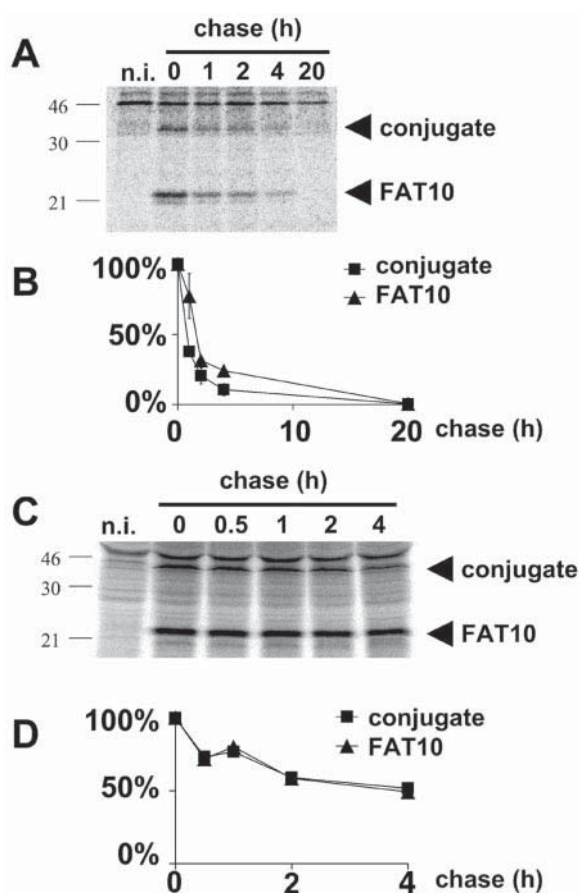 A
chase (h)
n.i. 0 1 2 4 20
46
30
21
conjugate
FAT10
B
100%
50%
0%
conjugate
FAT10
0 10 20
chase (h)
C
chase (h)
n.i. 0 0.5 1 2 4
46
30
21
conjugate
FAT10
D
100%
50%
0%
conjugate
FAT10
0 2 4
chase (h)